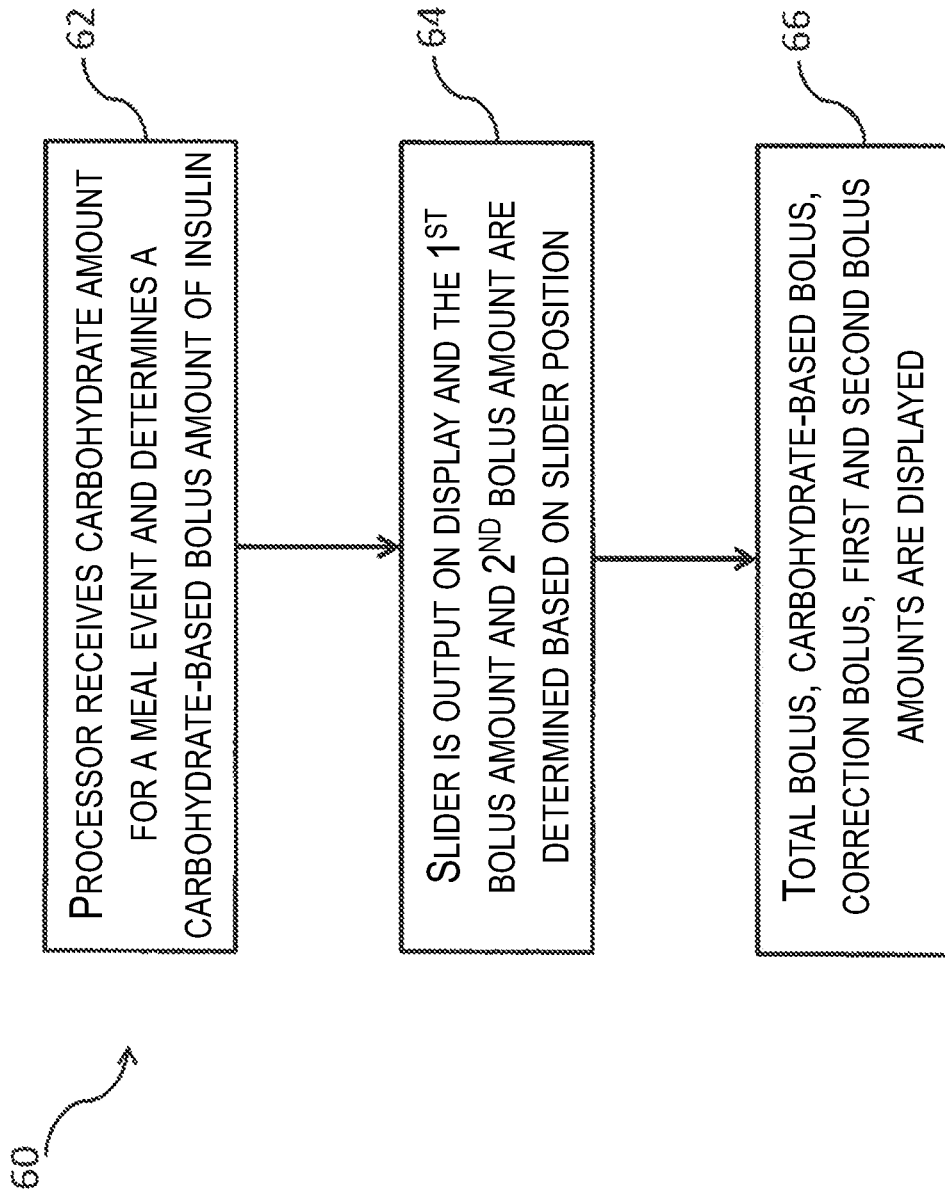 60
62
PROCESSOR RECEIVES CARBOHYDRATE AMOUNT
FOR A MEAL EVENT AND DETERMINES A
CARBOHYDRATE-BASED BOLUS AMOUNT OF INSULIN
64
SLIDER IS OUTPUT ON DISPLAY AND THE 1ST
BOLUS AMOUNT AND 2ND BOLUS AMOUNT ARE
DETERMINED BASED ON SLIDER POSITION
66
TOTAL BOLUS, CARBOHYDRATE-BASED BOLUS,
CORRECTION BOLUS, FIRST AND SECOND BOLUS
AMOUNTS ARE DISPLAYED